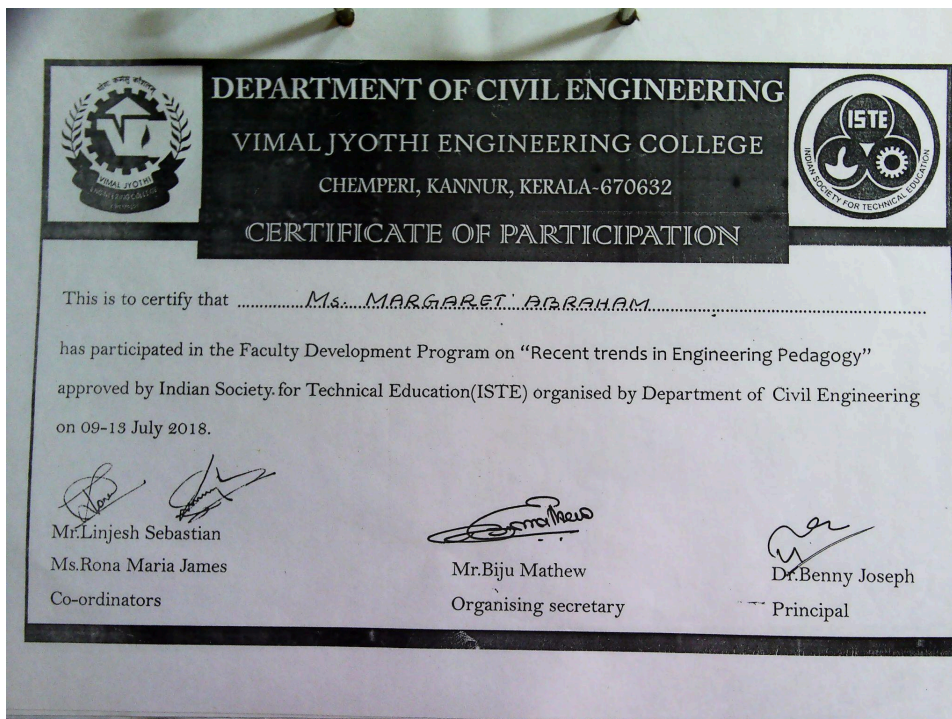 DEPARTMENT OF CIVIL ENGINEERING
VIMAL JYOTHI ENGINEERING COLLEGE
CHEMPERI, KANNUR, KERALA-670632
CERTIFICATE OF PARTICIPATION
VIMAL JYOTHI
ENGINEERING COLLEGE
ISTE
INDIAN SOCIETY FOR TECHNICAL EDUCATION
This is to certify that Ms. MARGARET ABRAHAM
has participated in the Faculty Development Program on “Recent trends in Engineering Pedagogy”
approved by Indian Society for Technical Education(ISTE) organised by Department of Civil Engineering
on 09-13 July 2018.
Mr.Linjesh Sebastian
Ms.Rona Maria James
Co-ordinators
Mr.Biju Mathew
Organising secretary
Dr.Benny Joseph
Principal